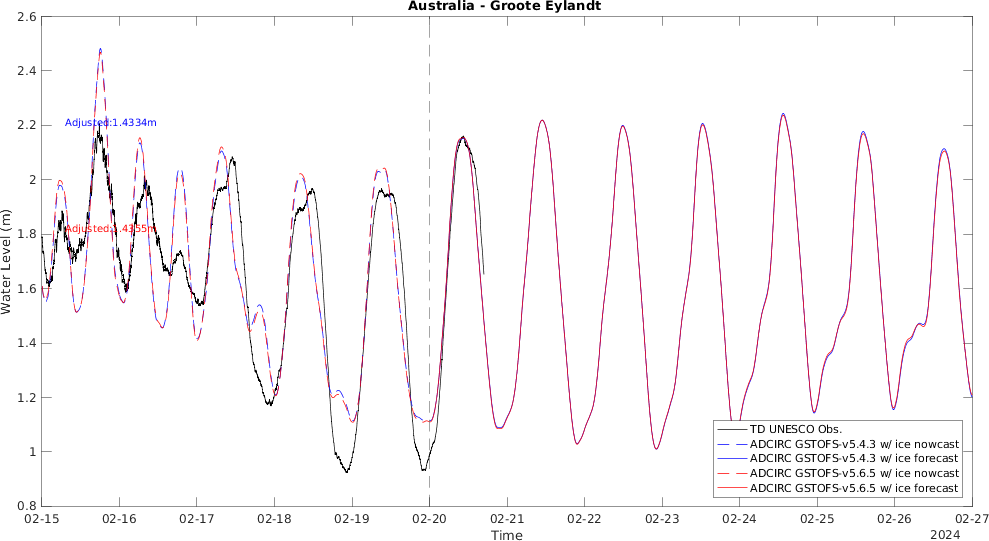 Australia - Groote Eylandt
2.6
2.4
2.2
2
1.8
1.6
1.4
1.2
1
0.8
Water Level (m)
Adjusted:1.4334m
Adjusted:1.4355m
TD UNESCO Obs.
ADCIRC GSTOFS-v5.4.3 w/ ice nowcast
ADCIRC GSTOFS-v5.4.3 w/ ice forecast
ADCIRC GSTOFS-v5.6.5 w/ ice nowcast
ADCIRC GSTOFS-v5.6.5 w/ ice forecast
02-15 02-16 02-17 02-18 02-19 02-20 02-21 02-22 02-23 02-24 02-25 02-26 02-27
Time
2024